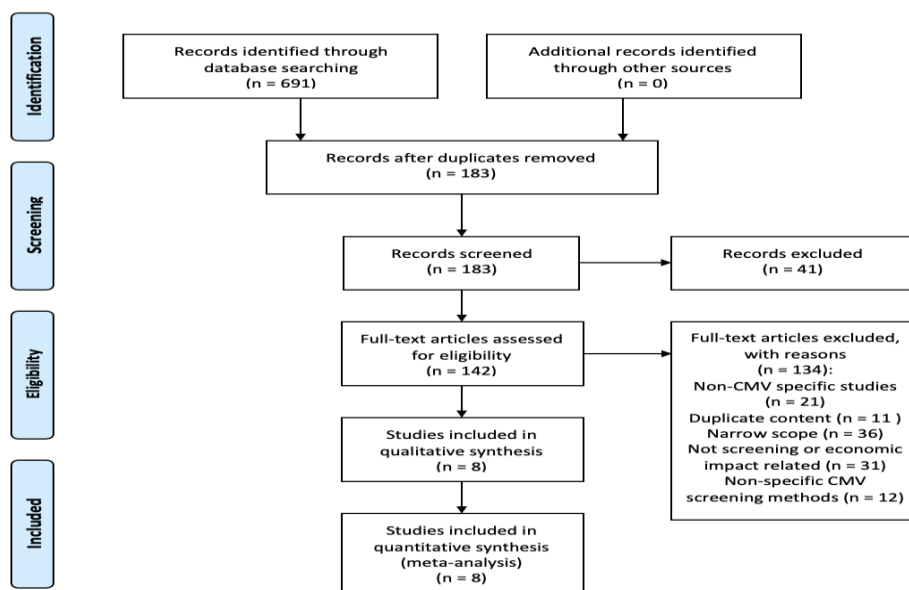 Identification
Records identified through
database searching
(n = 691)
Additional records identified
through other sources
(n = 0)
Records after duplicates removed
(n = 183)
Screening
Records screened
(n = 183)
Records excluded
(n = 41)
Eligibility
Full-text articles assessed
for eligibility
(n = 142)
Full-text articles excluded,
with reasons
(n = 134):
Non-CMV specific studies
(n = 21)
Duplicate content (n = 11 )
Narrow scope (n = 36)
Not screening or economic
impact related (n = 31)
Non-specific CMV
screening methods (n = 12)
Studies included in
qualitative synthesis
(n = 8)
Included
Studies included in
quantitative synthesis
(meta-analysis)
(n = 8)